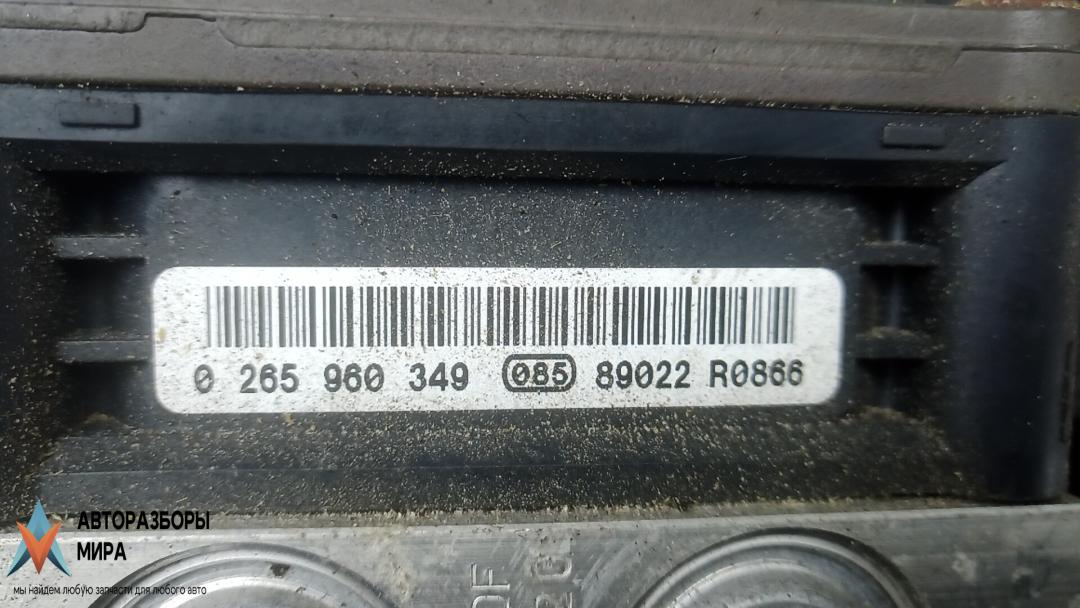 0 265 960 349 085 89022 R0866
АВТОРАЗБОРЫ
МИРА
мы найдем любую запчасти для любого авто